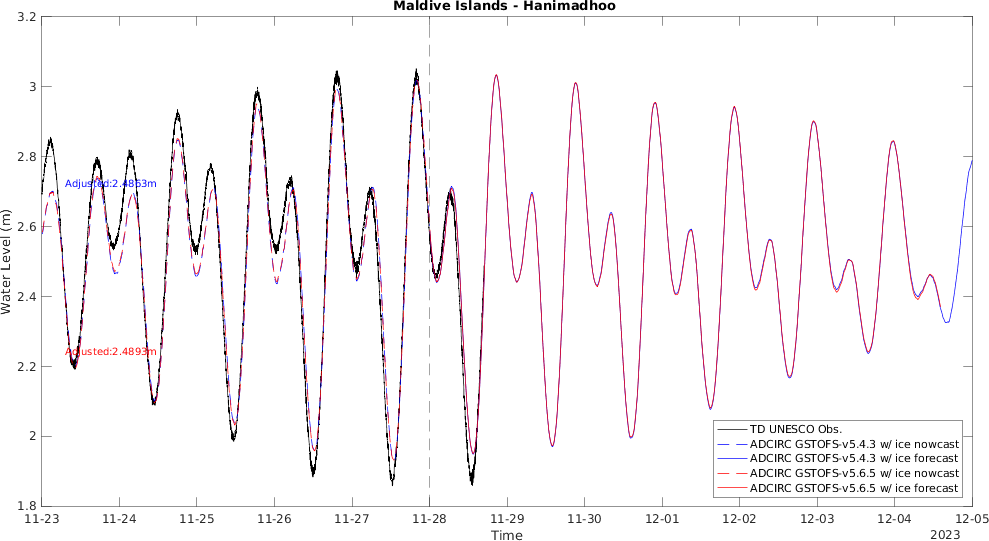 Maldive Islands - Hanimadhoo
3.2
3
2.8
2.6
2.4
2.2
2
1.8
Water Level (m)
Adjusted:2.4863m
Adjusted:2.4893m
TD UNESCO Obs.
ADCIRC GSTOFS-v5.4.3 w/ ice nowcast
ADCIRC GSTOFS-v5.4.3 w/ ice forecast
ADCIRC GSTOFS-v5.6.5 w/ ice nowcast
ADCIRC GSTOFS-v5.6.5 w/ ice forecast
11-23 11-24 11-25 11-26 11-27 11-28 11-29 11-30 12-01 12-02 12-03 12-04 12-05
Time
2023